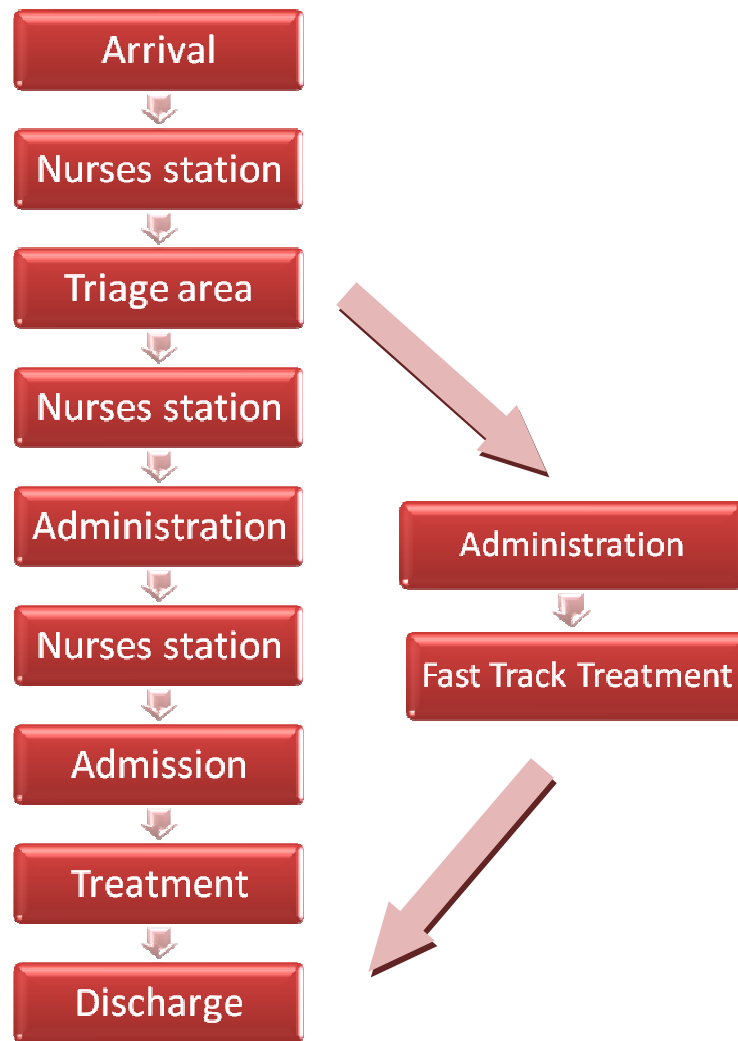 Arrival
Nurses station
Triage area
Nurses station
Administration
Nurses station
Admission
Treatment
Discharge
Administration
Fast Track Treatment